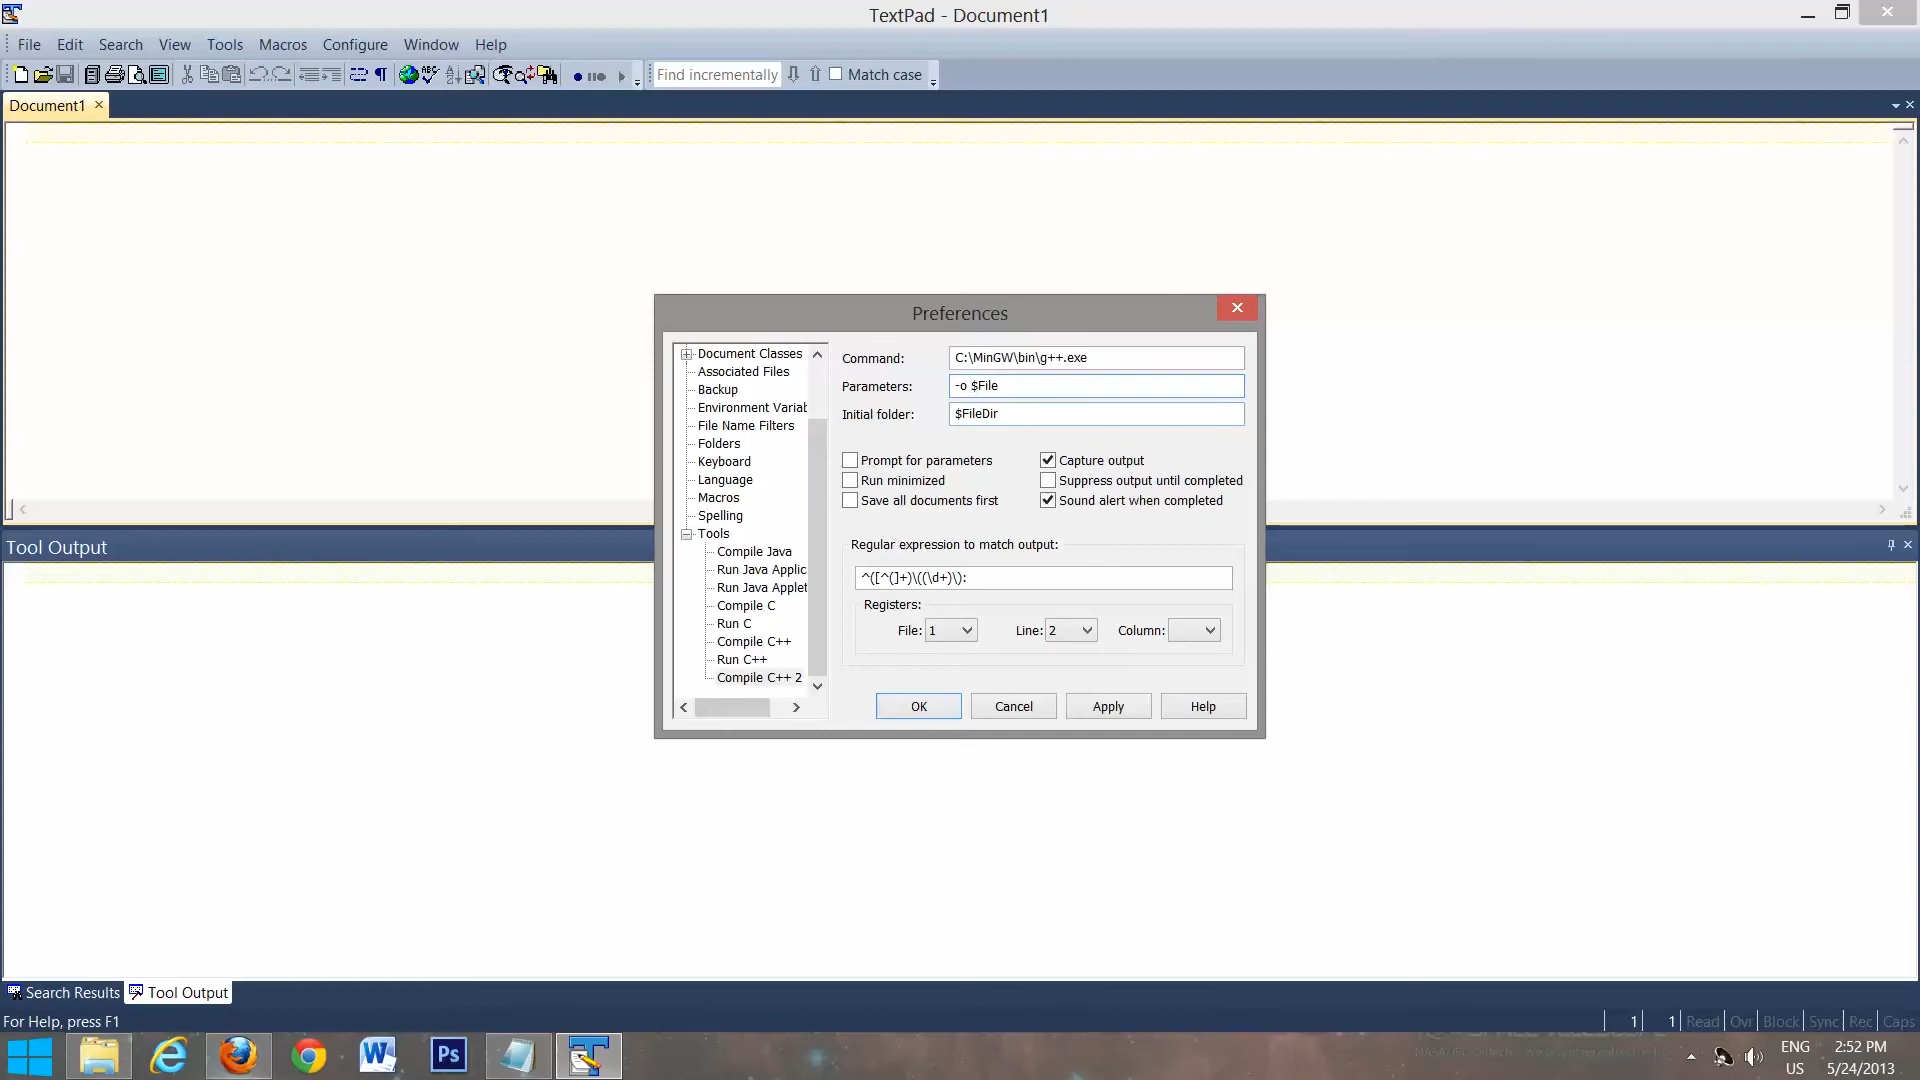 TextPad - Document1
File Edit Search View Tools Macros Configure Window Help
Find incrementally Match case
Document1
Preferences
Document Classes
Associated Files
Backup
Environment Variab
File Name Filters
Folders
Keyboard
Language
Macros
Spelling
Tools
Compile Java
Run Java Applic
Run Java Applet
Compile C
Run C
Compile C++
Run C++
Compile C++ 2
Command: C:\MinGW\bin\g++.exe
Parameters: -o $File
Initial folder: $FileDir
Prompt for parameters Capture output
Run minimized Suppress output until completed
Save all documents first Sound alert when completed
Regular expression to match output:
^([^(]+)\((\d+)\):
Registers:
File: 1 Line: 2 Column:
OK Cancel Apply Help
Tool Output
Search Results Tool Output
For Help, press F1 1 1 Read Ovr Block Sync Rec Caps
ENG 2:52 PM
US 5/24/2013